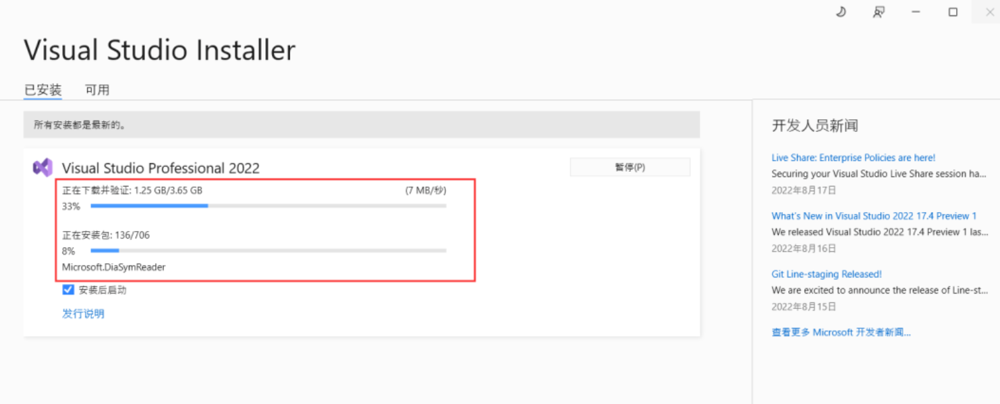 Visual Studio Installer
已安装 可用
所有安装都是最新的。
Visual Studio Professional 2022
暂停(P)
正在下载并验证: 1.25 GB/3.65 GB (7 MB/秒)
33%
正在安装包: 136/706
8%
Microsoft.DiaSymReader
安装后启动
发行说明
开发人员新闻
Live Share: Enterprise Policies are here!
Securing your Visual Studio Live Share session ha...
2022年8月17日
What's New in Visual Studio 2022 17.4 Preview 1
We released Visual Studio 2022 17.4 Preview 1 las...
2022年8月16日
Git Line-staging Released!
We are excited to announce the release of Line-st...
2022年8月15日
查看更多 Microsoft 开发者新闻...